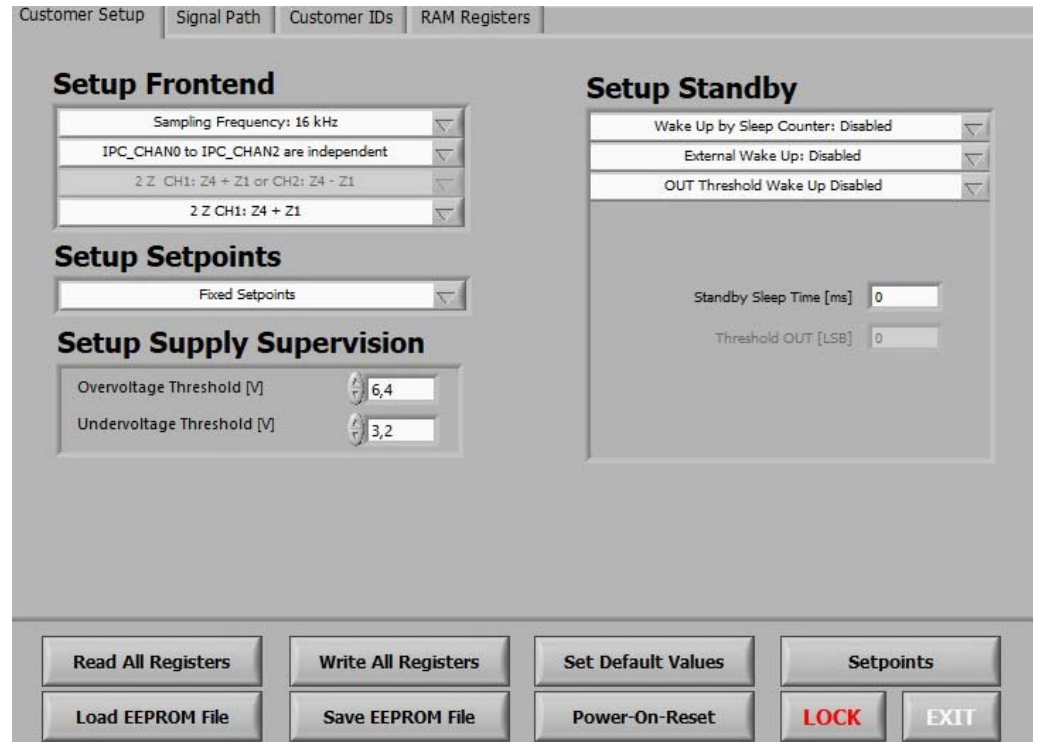 Customer Setup Signal Path Customer IDs RAM Registers
Setup Frontend
Sampling Frequency: 16 kHz
IPC_CHAN0 to IPC_CHAN2 are independent
2 Z CH1: Z4 + Z1 or CH2: Z4 - Z1
2 Z CH1: Z4 + Z1
Setup Setpoints
Fixed Setpoints
Setup Supply Supervision
Overvoltage Threshold [V] 6,4
Undervoltage Threshold [V] 3,2
Setup Standby
Wake Up by Sleep Counter: Disabled
External Wake Up: Disabled
OUT Threshold Wake Up Disabled
Standby Sleep Time [ms] 0
Threshold OUT [LSB] 0
Read All Registers Write All Registers Set Default Values Setpoints
Load EEPROM File Save EEPROM File Power-On-Reset LOCK EXIT